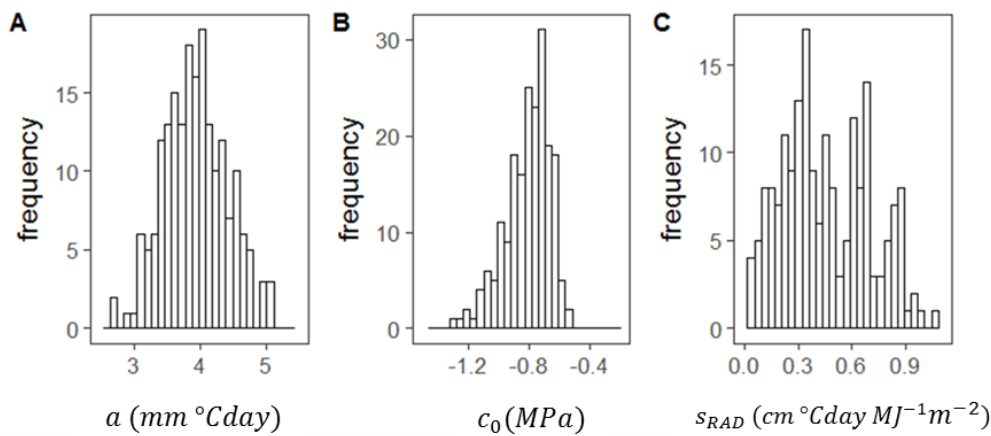 A
frequency
15
10
5
0
3 4 5
a (mm °Cday)
B
frequency
30
20
10
0
-1.2 -0.8 -0.4
c₀(MPa)
C
frequency
15
10
5
0
0.0 0.3 0.6 0.9
s_RAD (cm °Cday MJ⁻¹m⁻²)